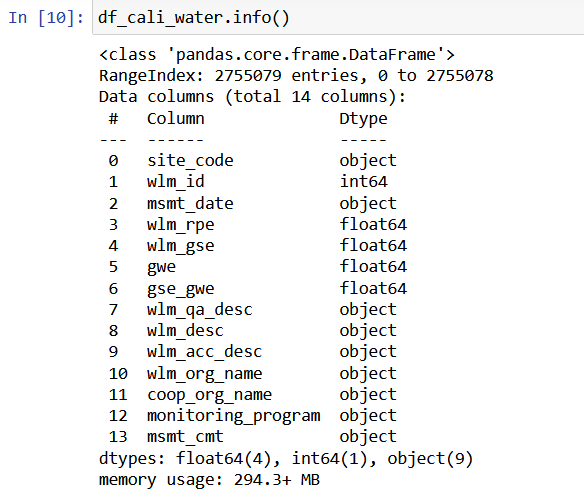 In [10]: df_cali_water.info()
<class 'pandas.core.frame.DataFrame'>
RangeIndex: 2755079 entries, 0 to 2755078
Data columns (total 14 columns):
 #   Column              Dtype
---  ------              -----
 0   site_code           object
 1   wlm_id              int64
 2   msmt_date           object
 3   wlm_rpe             float64
 4   wlm_gse             float64
 5   gwe                 float64
 6   gse_gwe             float64
 7   wlm_qa_desc         object
 8   wlm_desc            object
 9   wlm_acc_desc        object
 10  wlm_org_name        object
 11  coop_org_name       object
 12  monitoring_program  object
 13  msmt_cmt            object
dtypes: float64(4), int64(1), object(9)
memory usage: 294.3+ MB